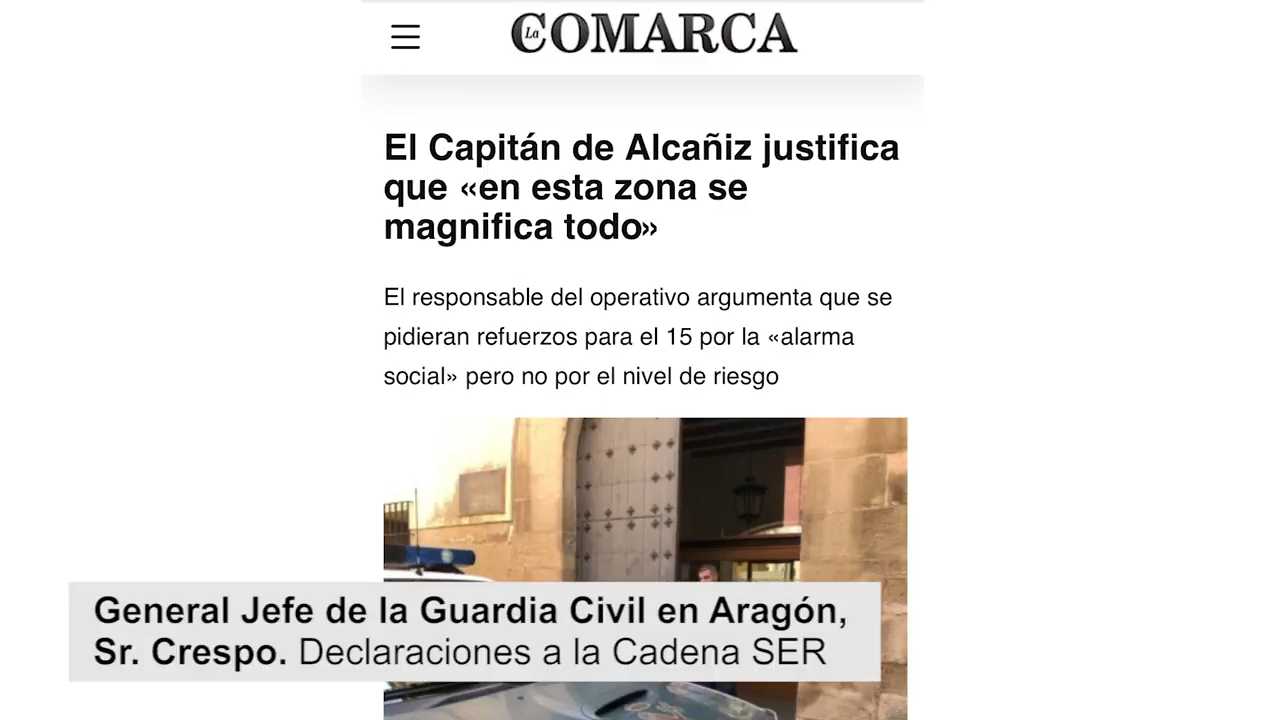 La COMARCA
El Capitán de Alcañiz justifica
que «en esta zona se
magnifica todo»
El responsable del operativo argumenta que se
pidieran refuerzos para el 15 por la «alarma
social» pero no por el nivel de riesgo
General Jefe de la Guardia Civil en Aragón,
Sr. Crespo. Declaraciones a la Cadena SER